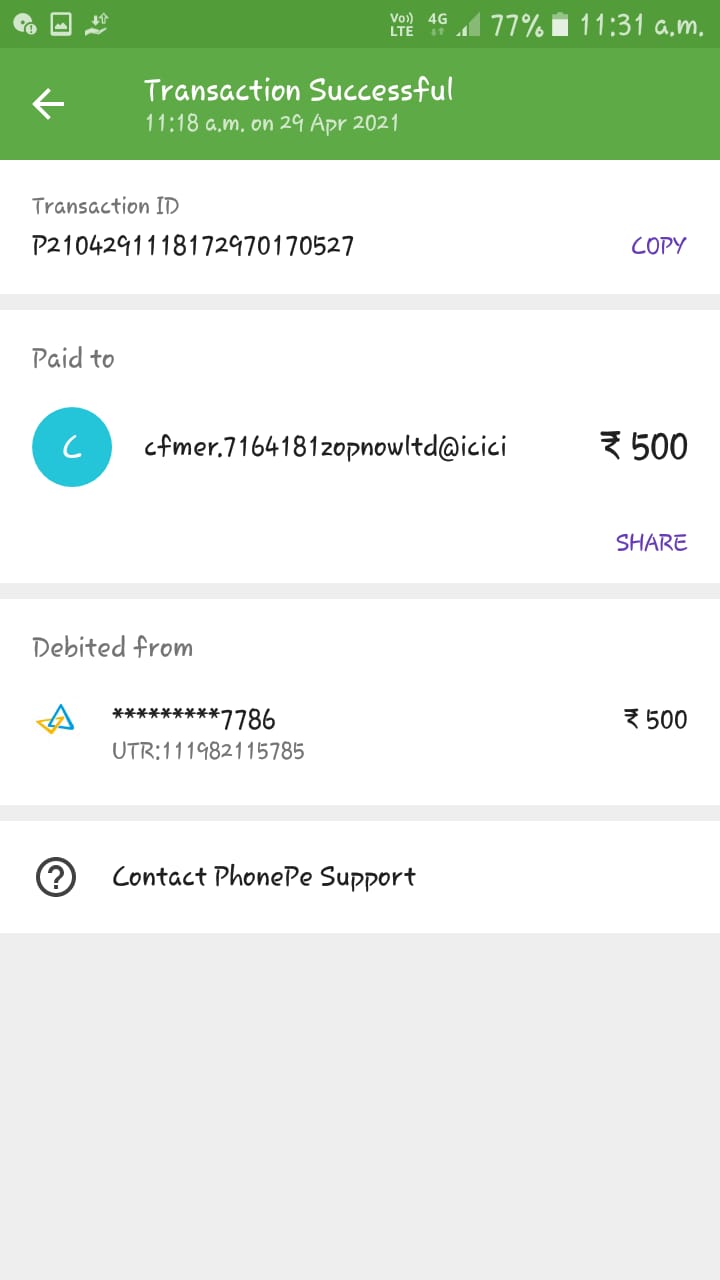 Vo)) LTE 4G 77% 11:31 a.m.
Transaction Successful
11:18 a.m. on 29 Apr 2021
Transaction ID
P2104291118172970170527
COPY
Paid to
C
cfmer.7164181zopnowltd@icici
₹ 500
SHARE
Debited from
*********7786
₹ 500
UTR:111982115785
Contact PhonePe Support